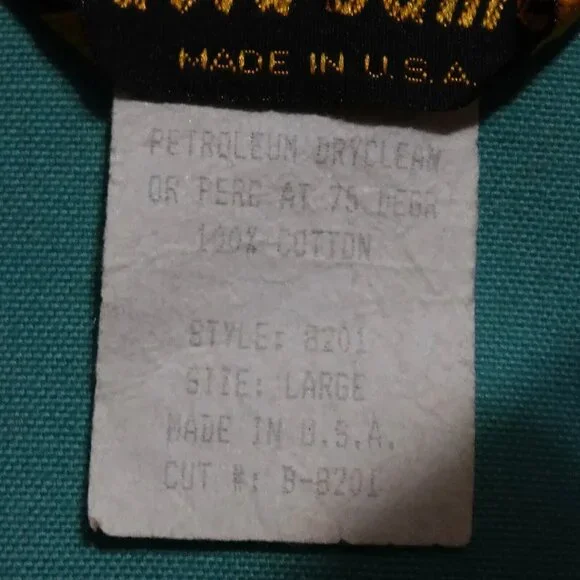 MADE IN U.S.A
PETROLEUM DRYCLEAN
OR PERC AT 75 DEGR
100% COTTON
STYLE: 8201
SIZE: LARGE
MADE IN U.S.A.
CUT #: B-8201